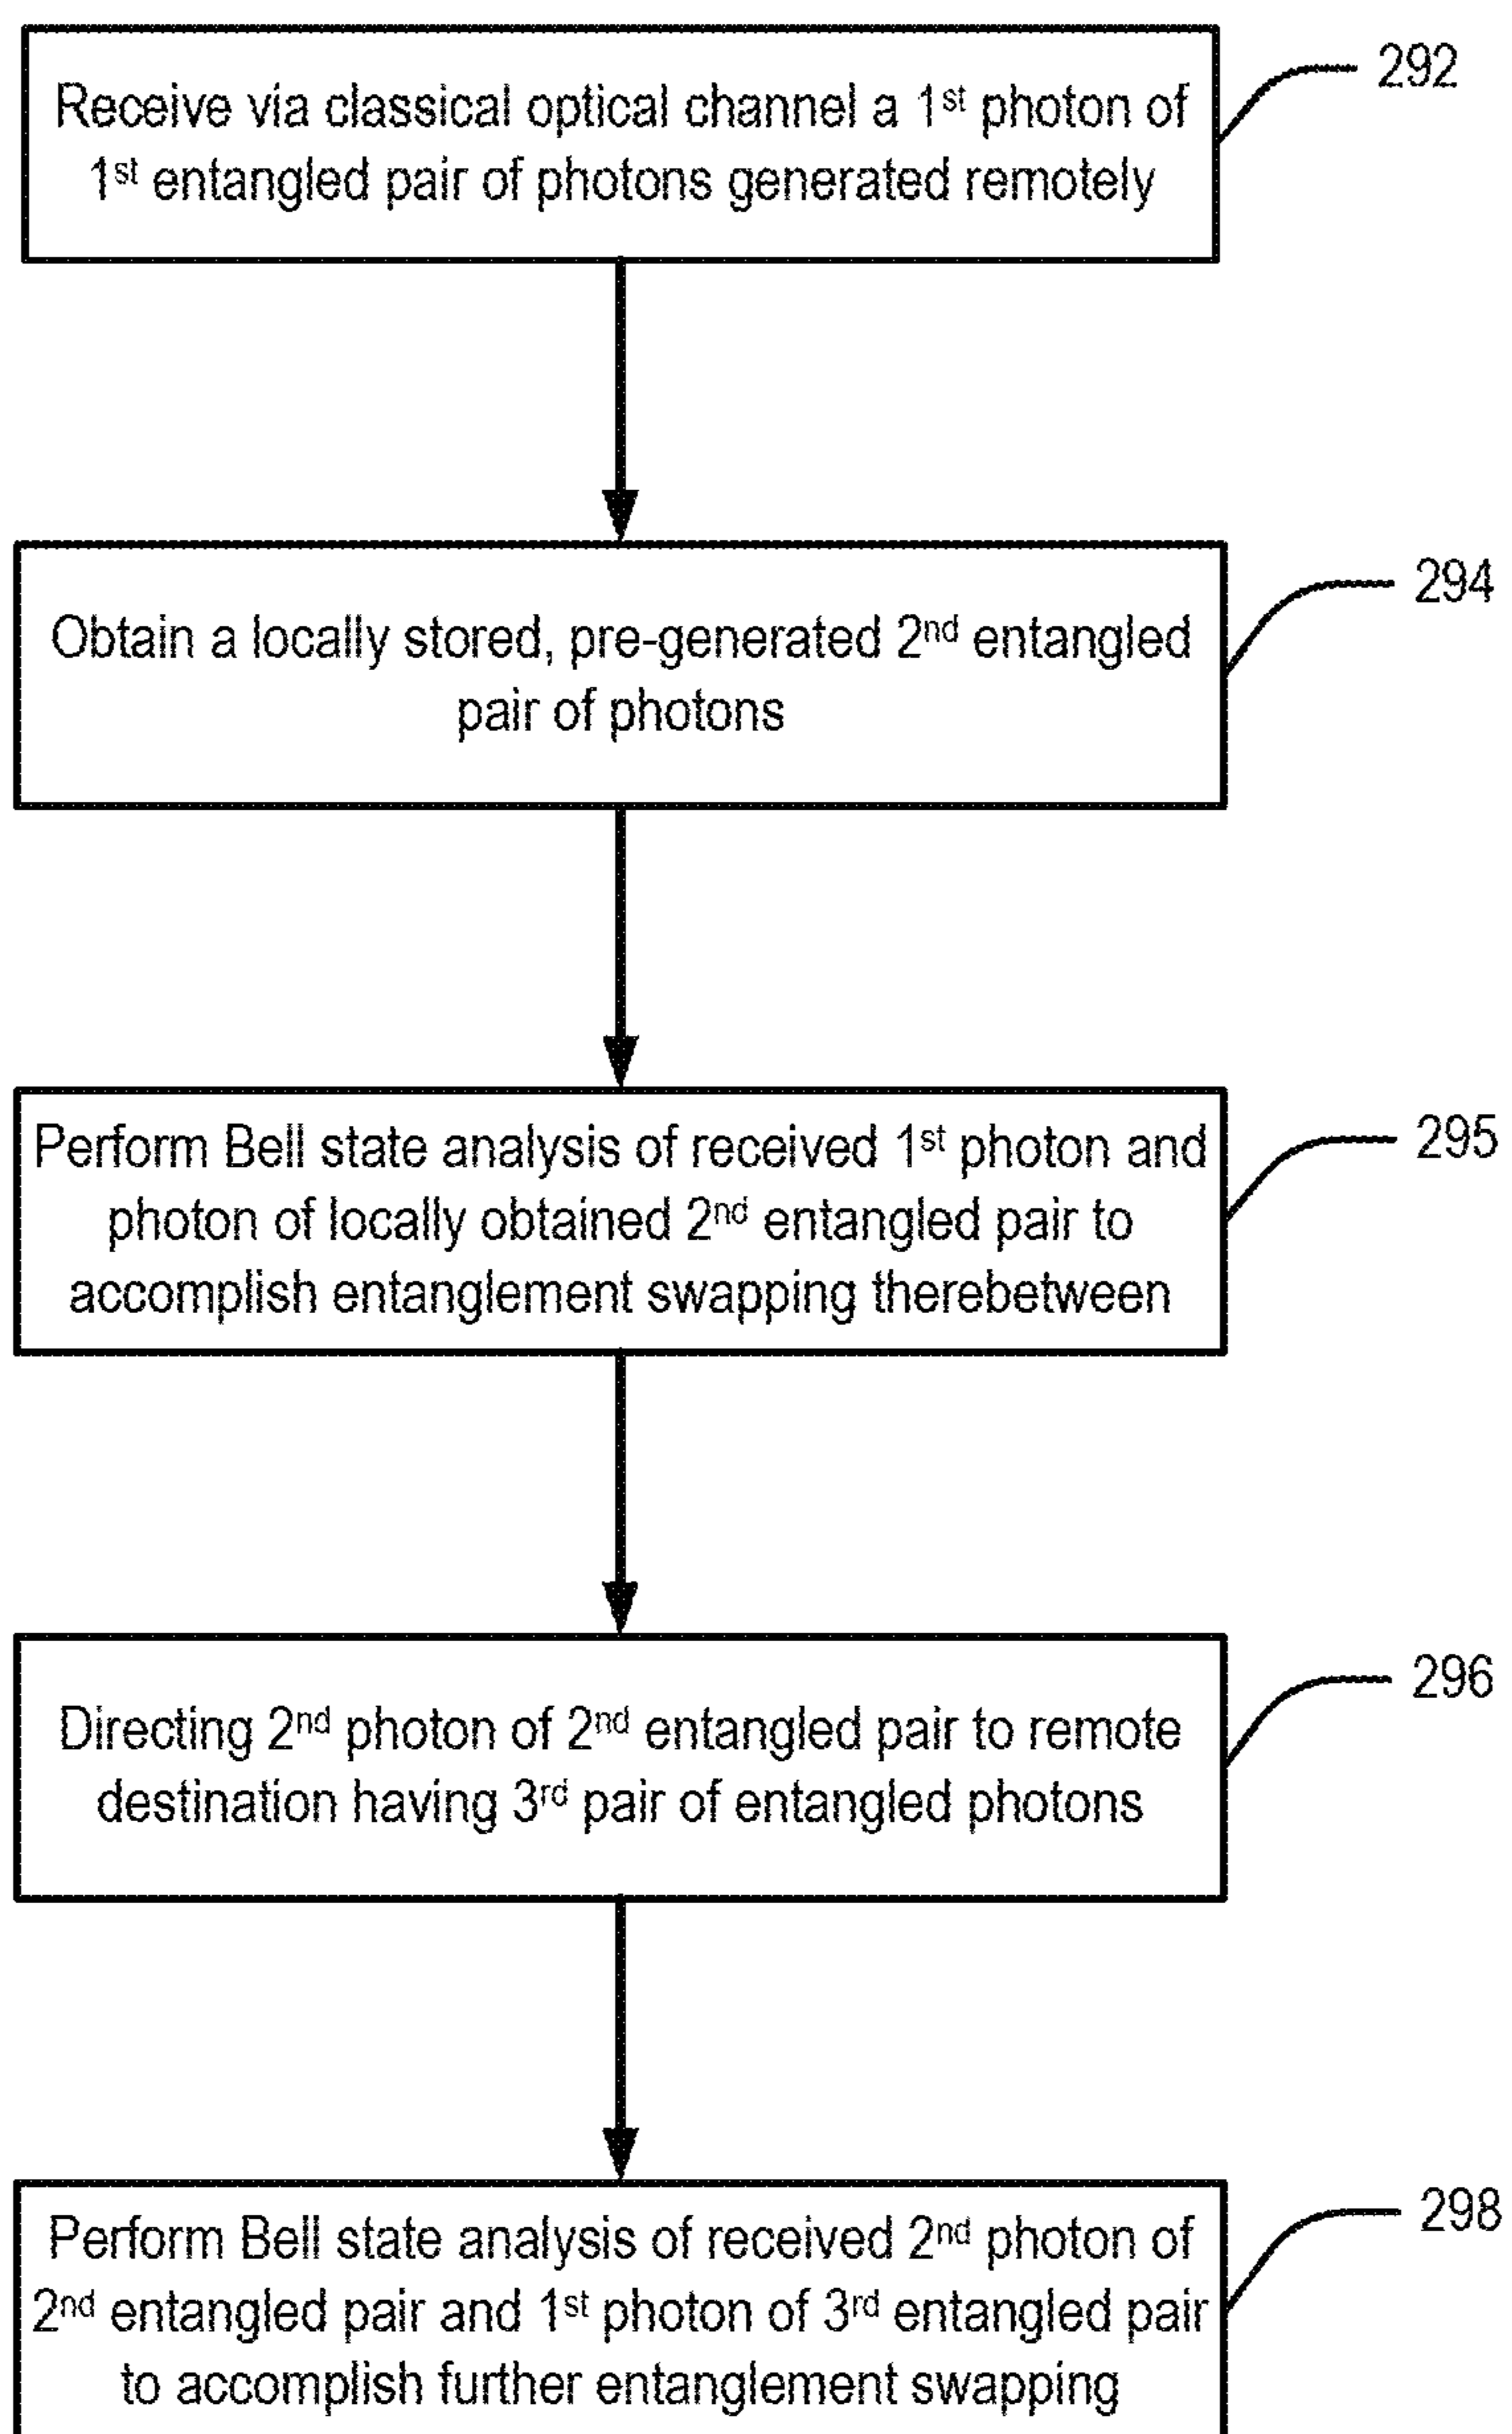 Receive via classical optical channel a 1st photon of
1st entangled pair of photons generated remotely
292
Obtain a locally stored, pre-generated 2nd entangled
pair of photons
294
Perform Bell state analysis of received 1st photon and
photon of locally obtained 2nd entangled pair to
accomplish entanglement swapping therebetween
295
Directing 2nd photon of 2nd entangled pair to remote
destination having 3rd pair of entangled photons
296
Perform Bell state analysis of received 2nd photon of
2nd entangled pair and 1st photon of 3rd entangled pair
to accomplish further entanglement swapping
298